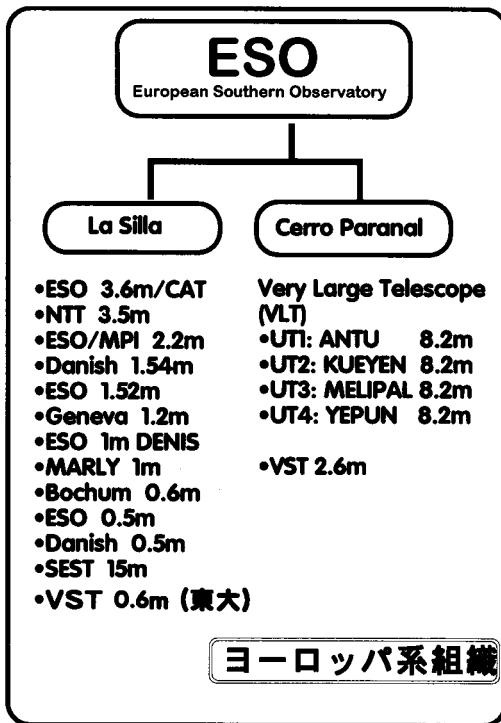 ESO
European Southern Observatory
La Silla
•ESO 3.6m/CAT
•NTT 3.5m
•ESO/MPI 2.2m
•Danish 1.54m
•ESO 1.52m
•Geneva 1.2m
•ESO 1m DENIS
•MARLY 1m
•Bochum 0.6m
•ESO 0.5m
•Danish 0.5m
•SEST 15m
•VST 0.6m (東大)
Cerro Paranal
Very Large Telescope
(VLT)
•UT1: ANTU 8.2m
•UT2: KUEYEN 8.2m
•UT3: MELIPAL 8.2m
•UT4: YEPUN 8.2m
•VST 2.6m
ヨーロッパ系組織